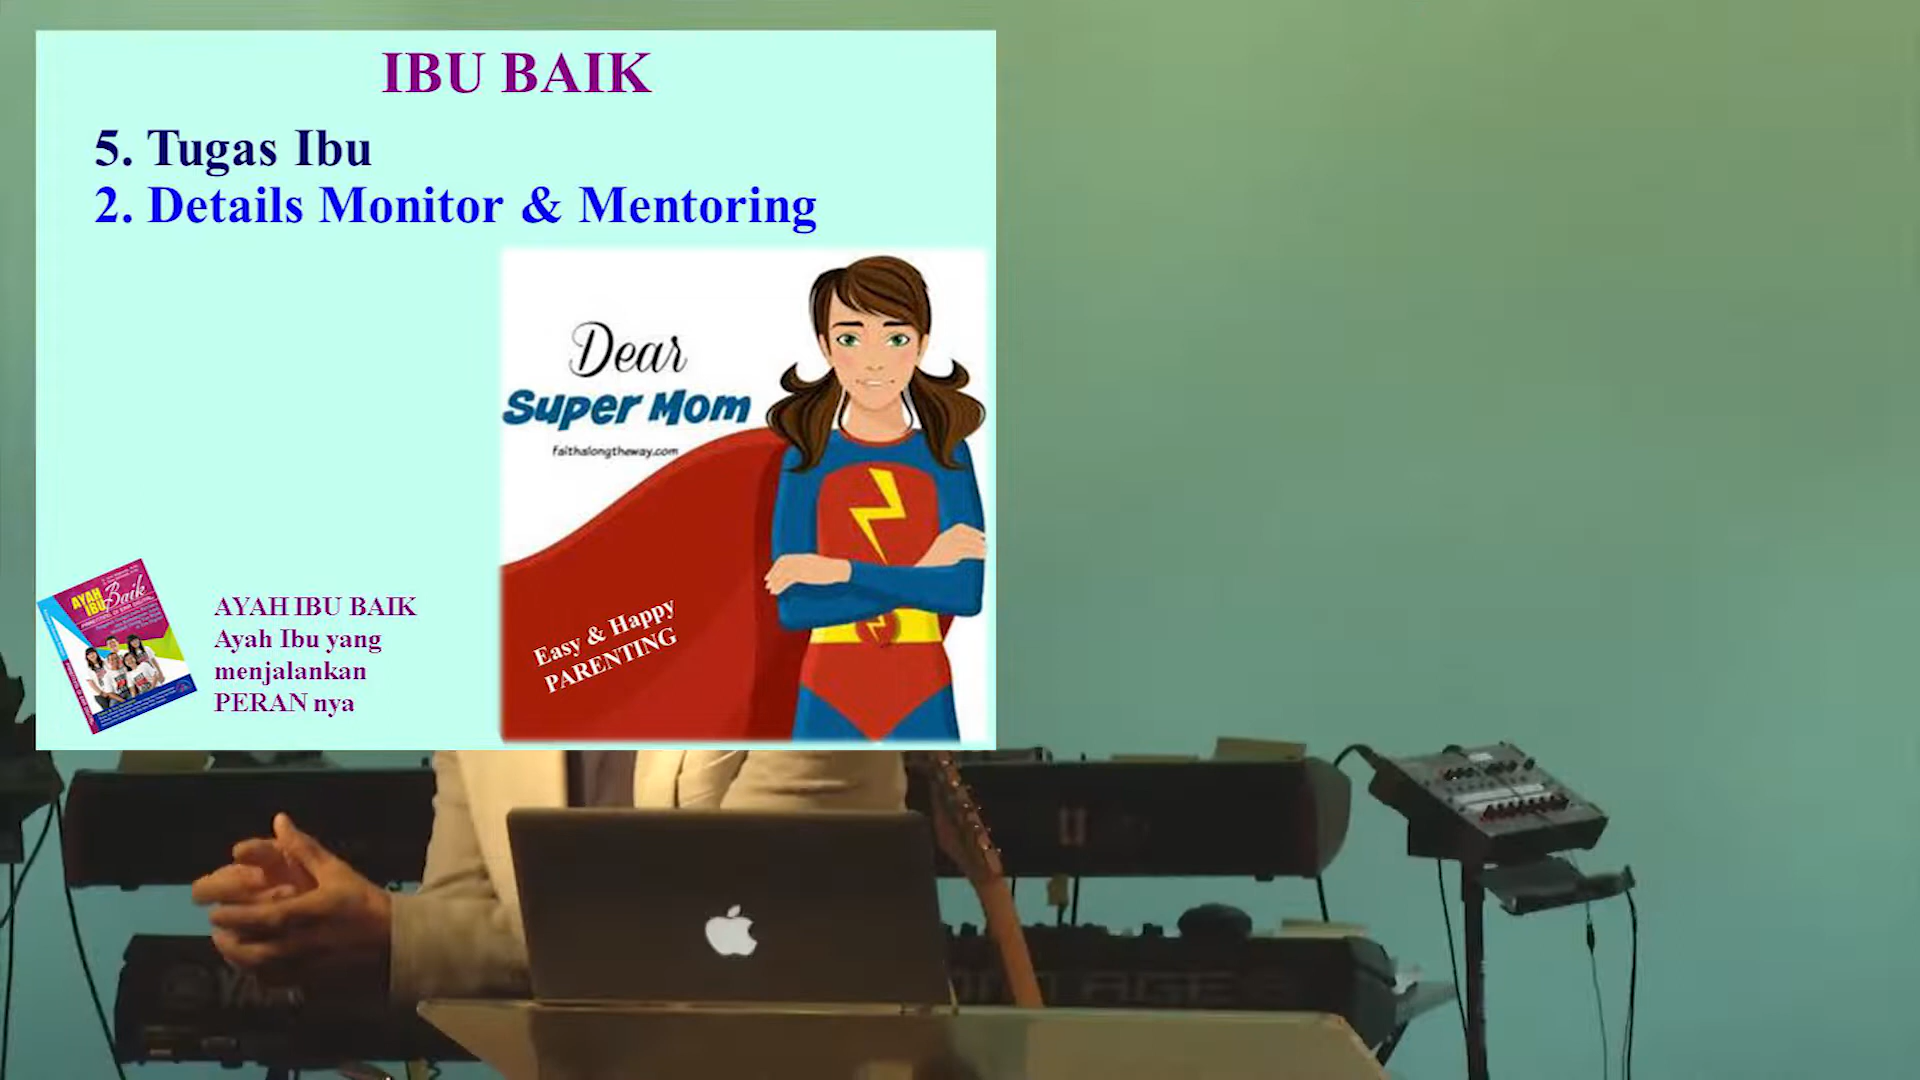 IBU BAIK
5. Tugas Ibu
2. Details Monitor & Mentoring
Dear
Super Mom
faithalongtheway.com
Easy & Happy
PARENTING
AYAH IBU Baik
AYAH IBU BAIK
Ayah Ibu yang
menjalankan
PERAN nya